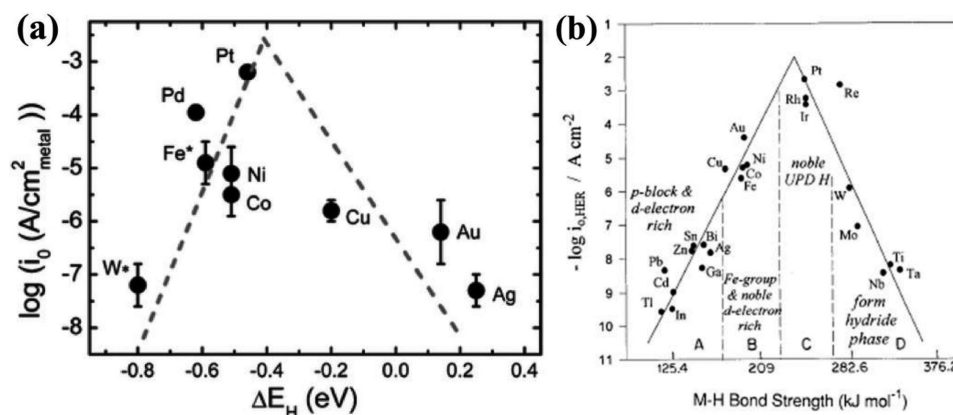 (a)
log (i₀ (A/cm²metal))
-3
-4
-5
-6
-7
-8
Pt
Pd
Fe*
Ni
Co
Cu
Au
W*
Ag
-0.8 -0.6 -0.4 -0.2 0.0 0.2 0.4
ΔE_H (eV)
(b)
- log i₀,HER / A cm⁻²
1
2
3
4
5
6
7
8
9
10
11
Pt
Re
Rh
Ir
Au
Cu
Ni
Co
Fe
noble
UPD H
p-block &
d-electron
rich
W
Mo
Sn
Bi
Zn
Ag
Ga
Pb
Cd
Tl
In
Ti
Ta
Nb
Fe-group
& noble
d-electron
rich
form
hydride
phase
A B C D
125.4 209 282.6 376.2
M-H Bond Strength (kJ mol⁻¹)